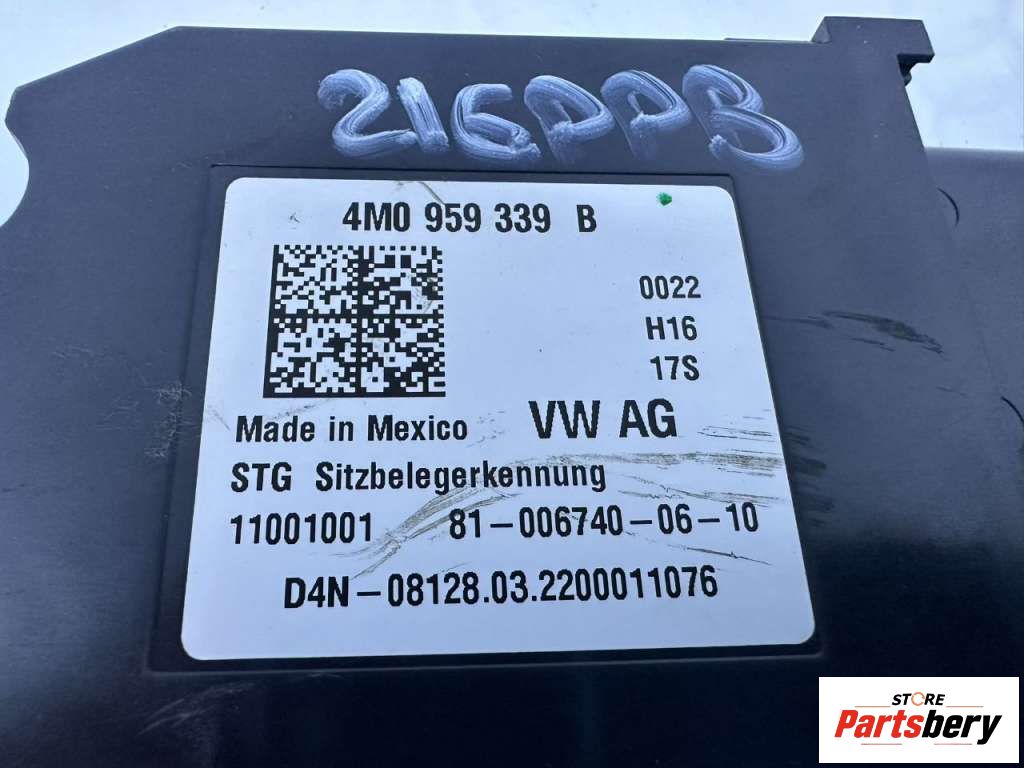 216PPB
4M0 959 339 B
0022
H16
17S
Made in Mexico VW AG
STG Sitzbelegerkennung
11001001 81-006740-06-10
D4N-08128.03.2200011076
STORE
Partsbery